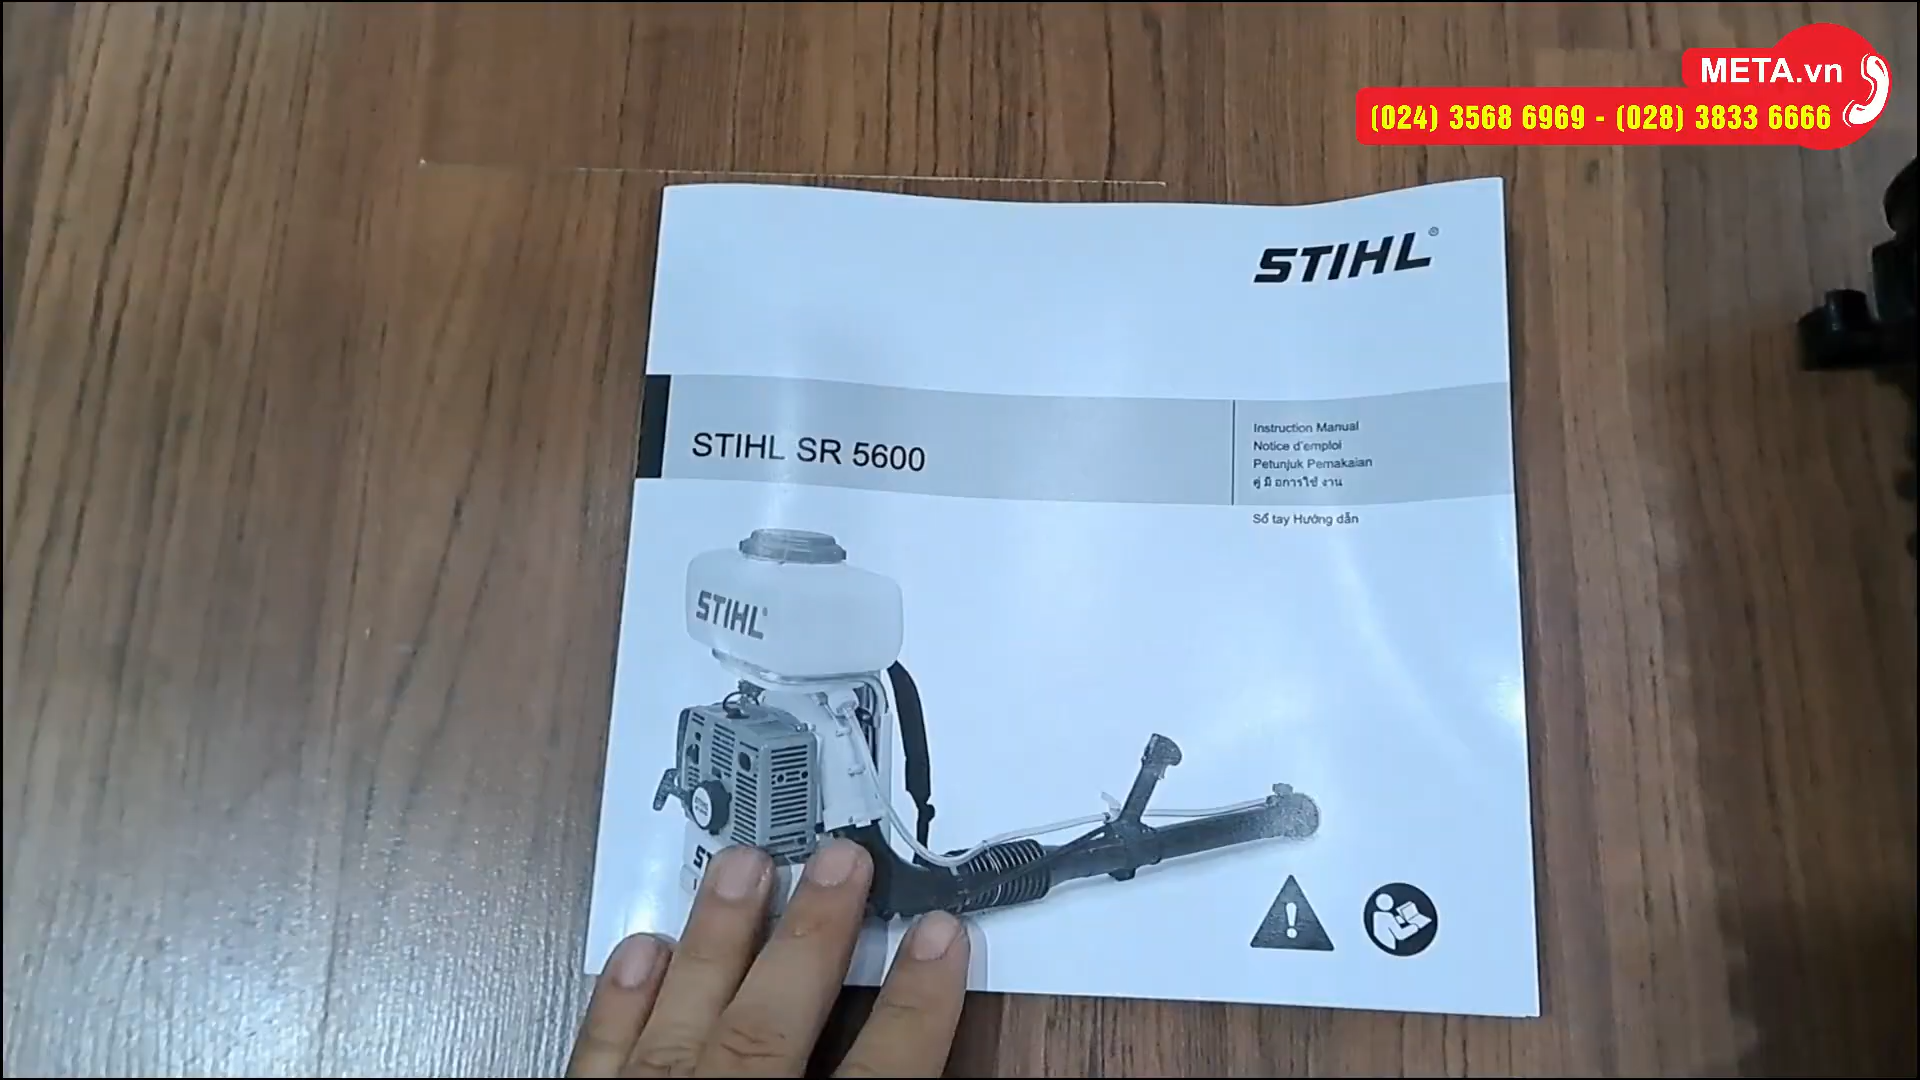 META.vn
(024) 3568 6969 - (028) 3833 6666
STIHL®
STIHL SR 5600
Instruction Manual
Notice d'emploi
Petunjuk Pemakaian
คู่ มื อการใช้ งาน
Sổ tay Hướng dẫn
STIHL®